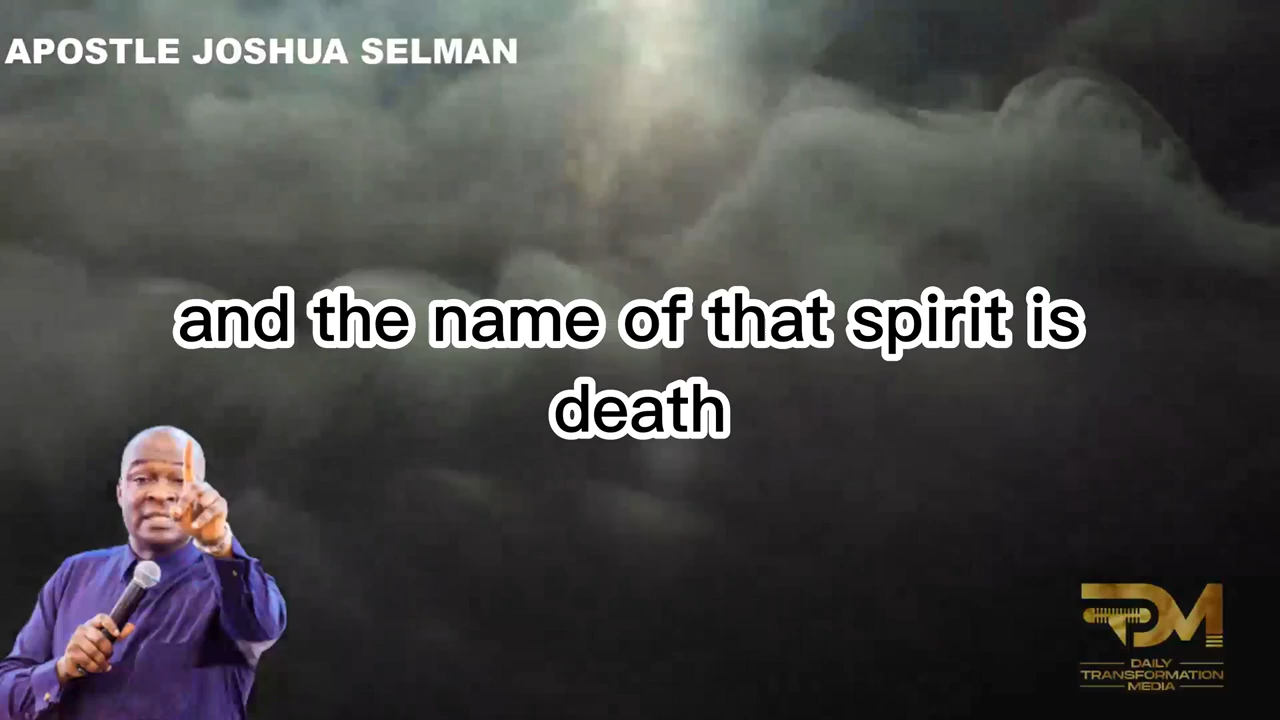 APOSTLE JOSHUA SELMAN
and the name of that spirit is
death
DAILY
TRANSFORMATION
MEDIA